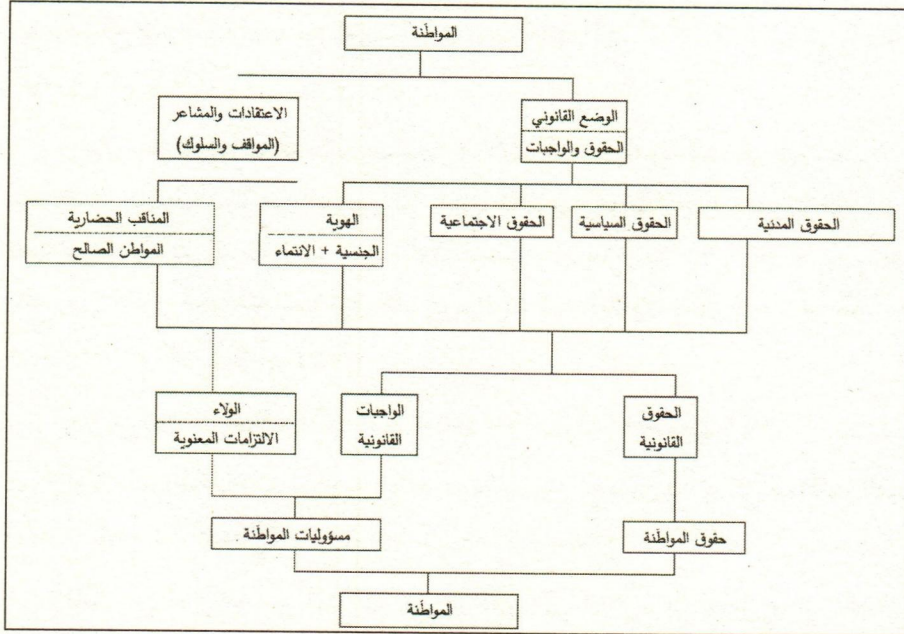 المواطَنة
الوضع القانوني
الحقوق والواجبات
الاعتقادات والمشاعر
(المواقف والسلوك)
الحقوق المدنية
الحقوق السياسية
الحقوق الاجتماعية
الهوية
الجنسية + الانتماء
المناقب الحضارية
المواطن الصالح
الحقوق
القانونية
الواجبات
القانونية
الولاء
الالتزامات المعنوية
حقوق المواطَنة
مسؤوليات المواطَنة
المواطَنة